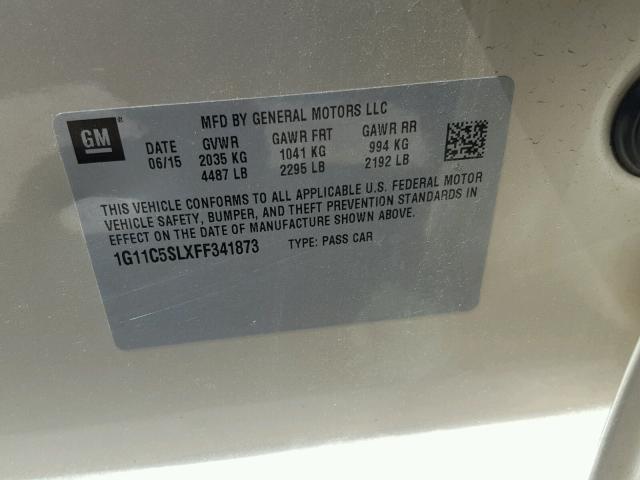 MFD BY GENERAL MOTORS LLC
GM
DATE GVWR GAWR FRT GAWR RR
06/15 2035 KG 1041 KG 994 KG
4487 LB 2295 LB 2192 LB
THIS VEHICLE CONFORMS TO ALL APPLICABLE U.S. FEDERAL MOTOR
VEHICLE SAFETY, BUMPER, AND THEFT PREVENTION STANDARDS IN
EFFECT ON THE DATE OF MANUFACTURE SHOWN ABOVE.
1G11C5SLXFF341873 TYPE: PASS CAR